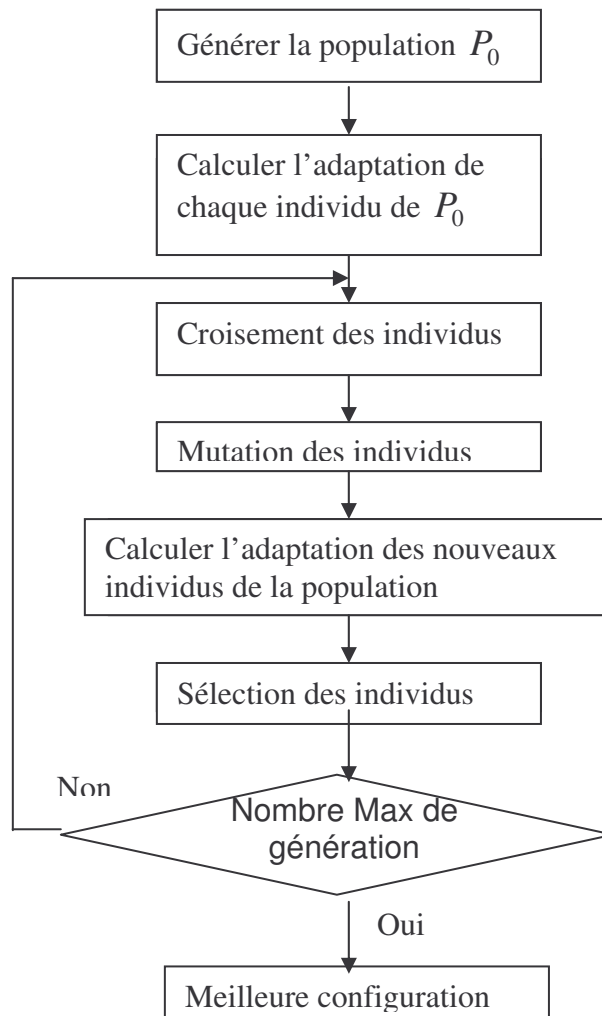 Générer la population P₀
Calculer l’adaptation de
chaque individu de P₀
Croisement des individus
Mutation des individus
Calculer l’adaptation des nouveaux
individus de la population
Sélection des individus
Non
Nombre Max de
génération
Oui
Meilleure configuration